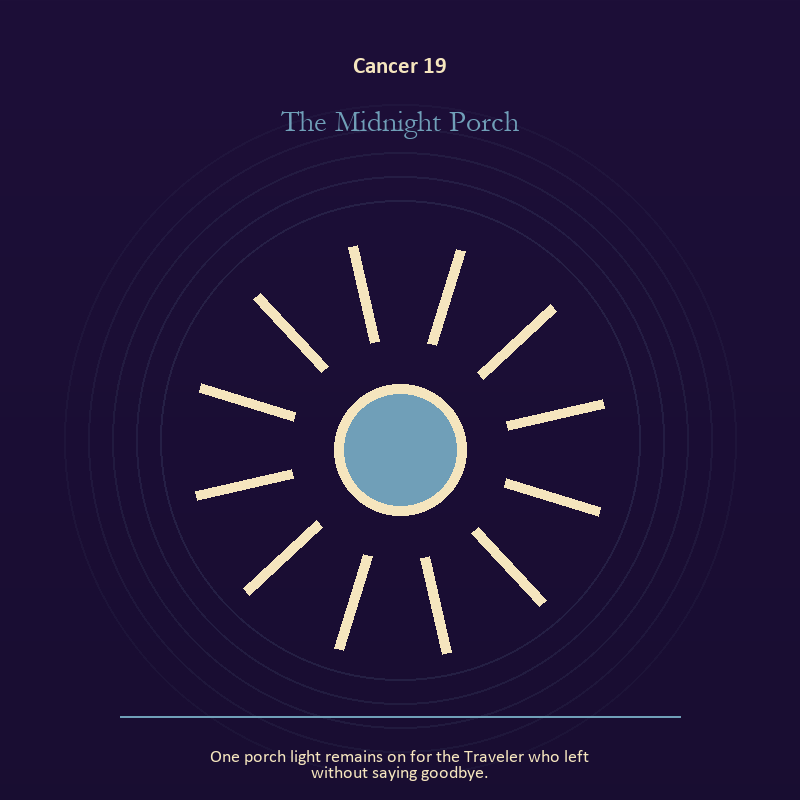 Cancer 19
The Midnight Porch
One porch light remains on for the Traveler who left
without saying goodbye.